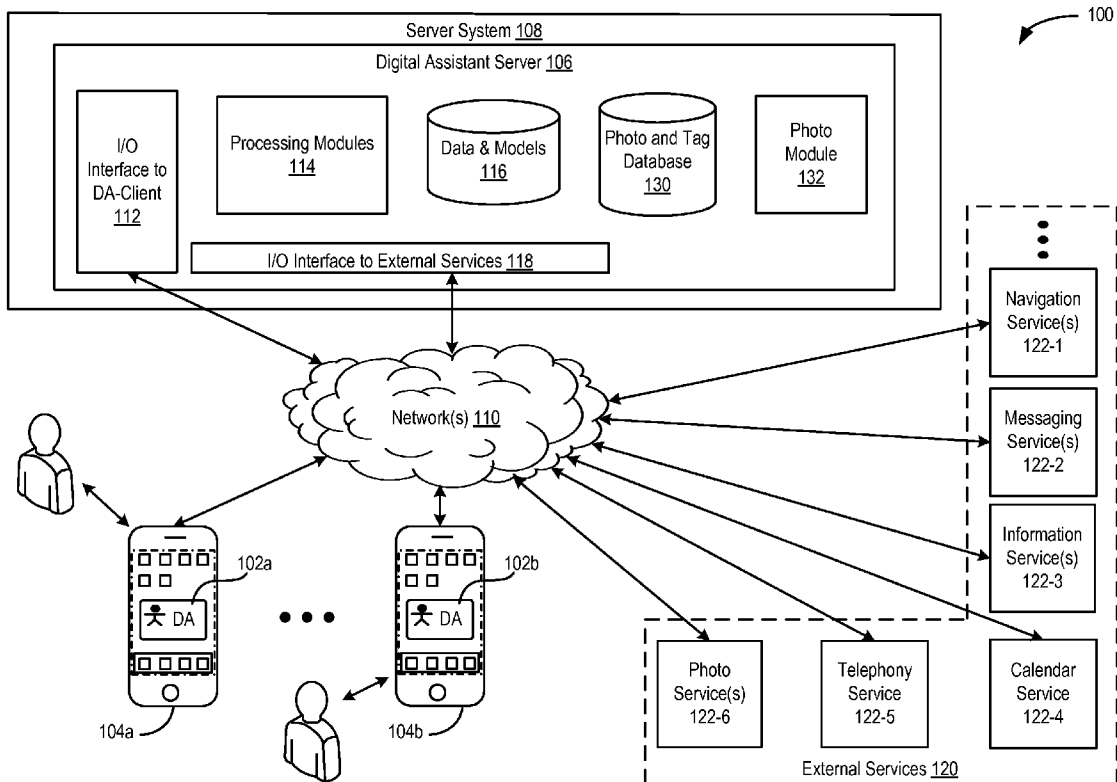 100
Server System 108
Digital Assistant Server 106
I/O
Interface to
DA-Client
112
Processing Modules
114
Data & Models
116
Photo and Tag
Database
130
Photo
Module
132
I/O Interface to External Services 118
Navigation
Service(s)
122-1
Network(s) 110
Messaging
Service(s)
122-2
Information
Service(s)
122-3
102a
DA
102b
DA
Photo
Service(s)
122-6
Telephony
Service
122-5
Calendar
Service
122-4
104a
104b
External Services 120